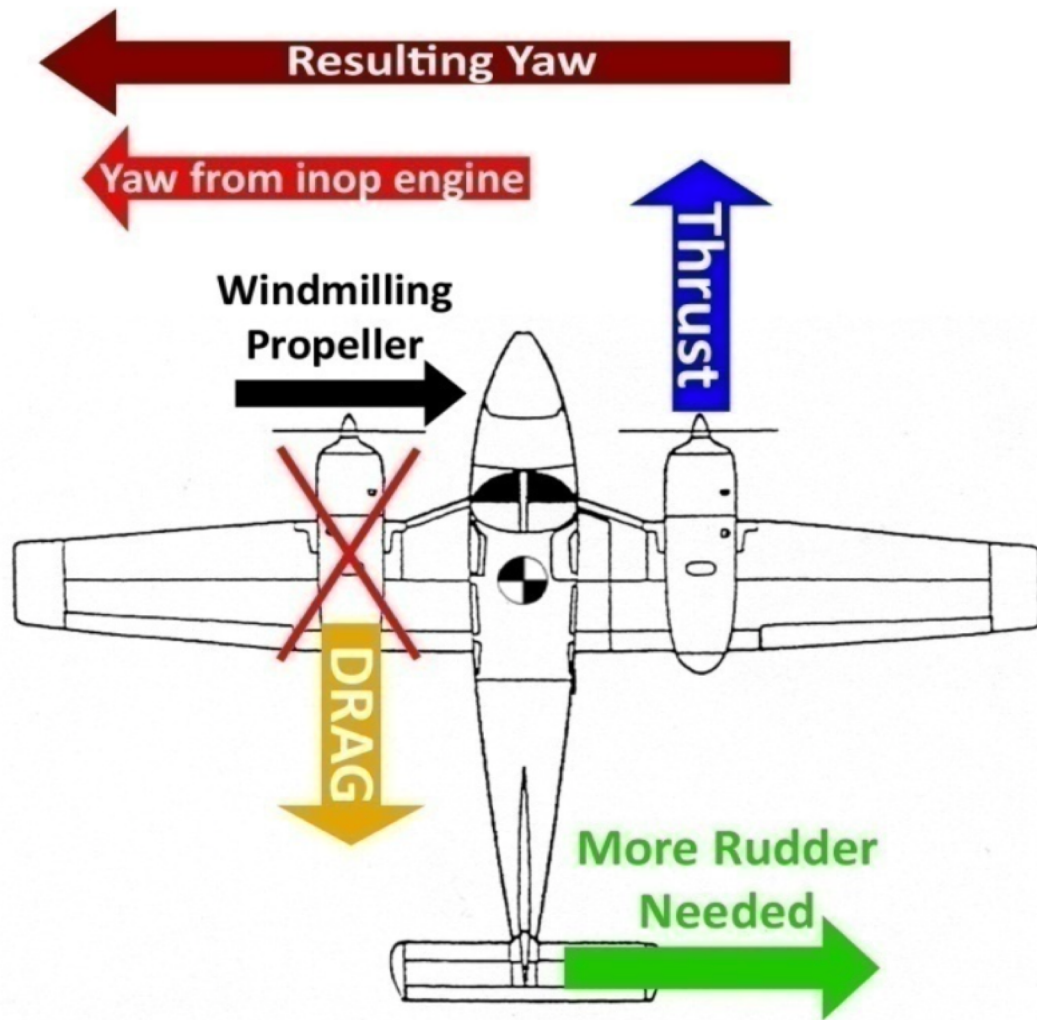 Resulting Yaw
Yaw from inop engine
Thrust
Windmilling
Propeller
DRAG
More Rudder
Needed